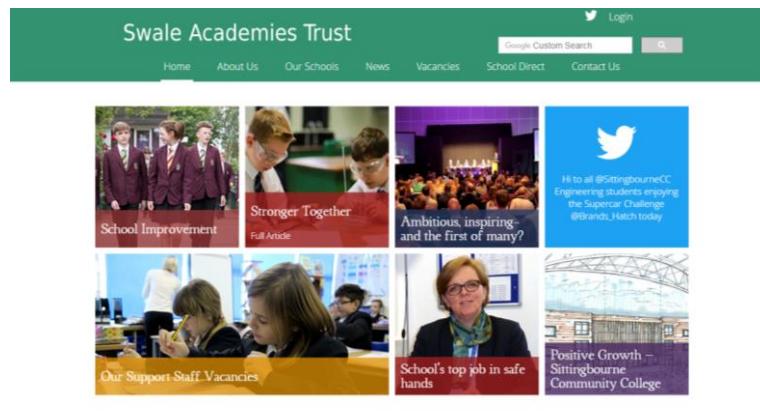 Login
Swale Academies Trust
Google Custom Search
Home About Us Our Schools News Vacancies School Direct Contact Us
School Improvement
Stronger Together
Full Article
Ambitious, inspiring-
and the first of many?
Hi to all @SittingbourneCC
Engineering students enjoying
the Supercar Challenge
@Brands_Hatch today
Our Support Staff Vacancies
School's top job in safe
hands
Positive Growth –
Sittingbourne
Community College